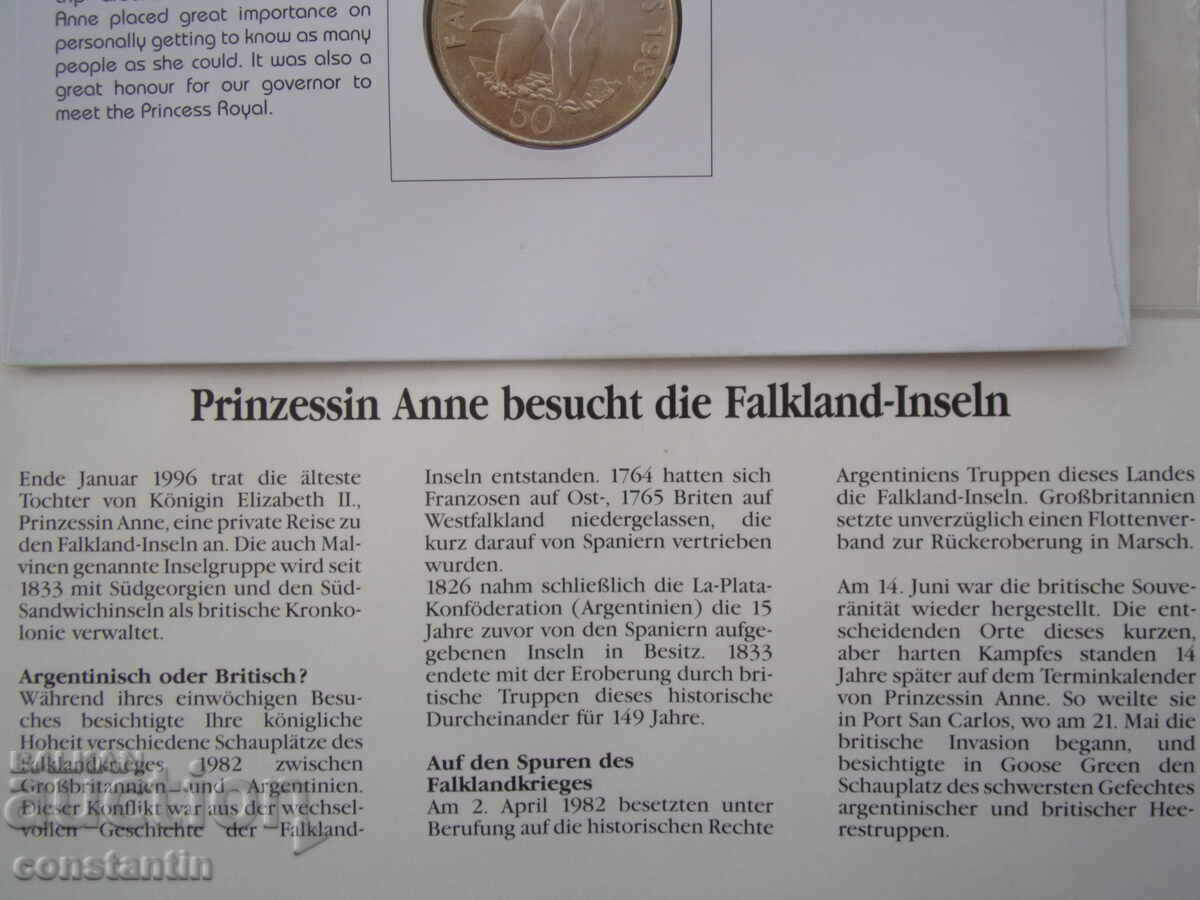 Anne placed great importance on
personally getting to know as many
people as she could. It was also a
great honour for our governor to
meet the Princess Royal.
50
Prinzessin Anne besucht die Falkland-Inseln
Ende Januar 1996 trat die älteste
Tochter von Königin Elizabeth II.,
Prinzessin Anne, eine private Reise zu
den Falkland-Inseln an. Die auch Mal-
vinen genannte Inselgruppe wird seit
1833 mit Südgeorgien und den Süd-
Sandwichinseln als britische Kronko-
lonie verwaltet.
Argentinisch oder Britisch?
Während ihres einwöchigen Besu-
ches besichtigte Ihre königliche
Hoheit verschiedene Schauplätze des
Falklandkrieges 1982 zwischen
Großbritannien und Argentinien.
Dieser Konflikt war aus der wechsel-
vollen Geschichte der Falkland-
Inseln entstanden. 1764 hatten sich
Franzosen auf Ost-, 1765 Briten auf
Westfalkland niedergelassen, die
kurz darauf von Spaniern vertrieben
wurden.
1826 nahm schließlich die La-Plata-
Konföderation (Argentinien) die 15
Jahre zuvor von den Spaniern aufge-
gebenen Inseln in Besitz. 1833
endete mit der Eroberung durch bri-
tische Truppen dieses historische
Durcheinander für 149 Jahre.
Auf den Spuren des
Falklandkrieges
Am 2. April 1982 besetzten unter
Berufung auf die historischen Rechte
Argentiniens Truppen dieses Landes
die Falkland-Inseln. Großbritannien
setzte unverzüglich einen Flottenver-
band zur Rückeroberung in Marsch.
Am 14. Juni war die britische Souve-
ränität wieder hergestellt. Die ent-
scheidenden Orte dieses kurzen,
aber harten Kampfes standen 14
Jahre später auf dem Terminkalender
von Prinzessin Anne. So weilte sie
in Port San Carlos, wo am 21. Mai die
britische Invasion begann, und
besichtigte in Goose Green den
Schauplatz des schwersten Gefechtes
argentinischer und britischer Hee-
restruppen.
BALKAN
auction
constantin